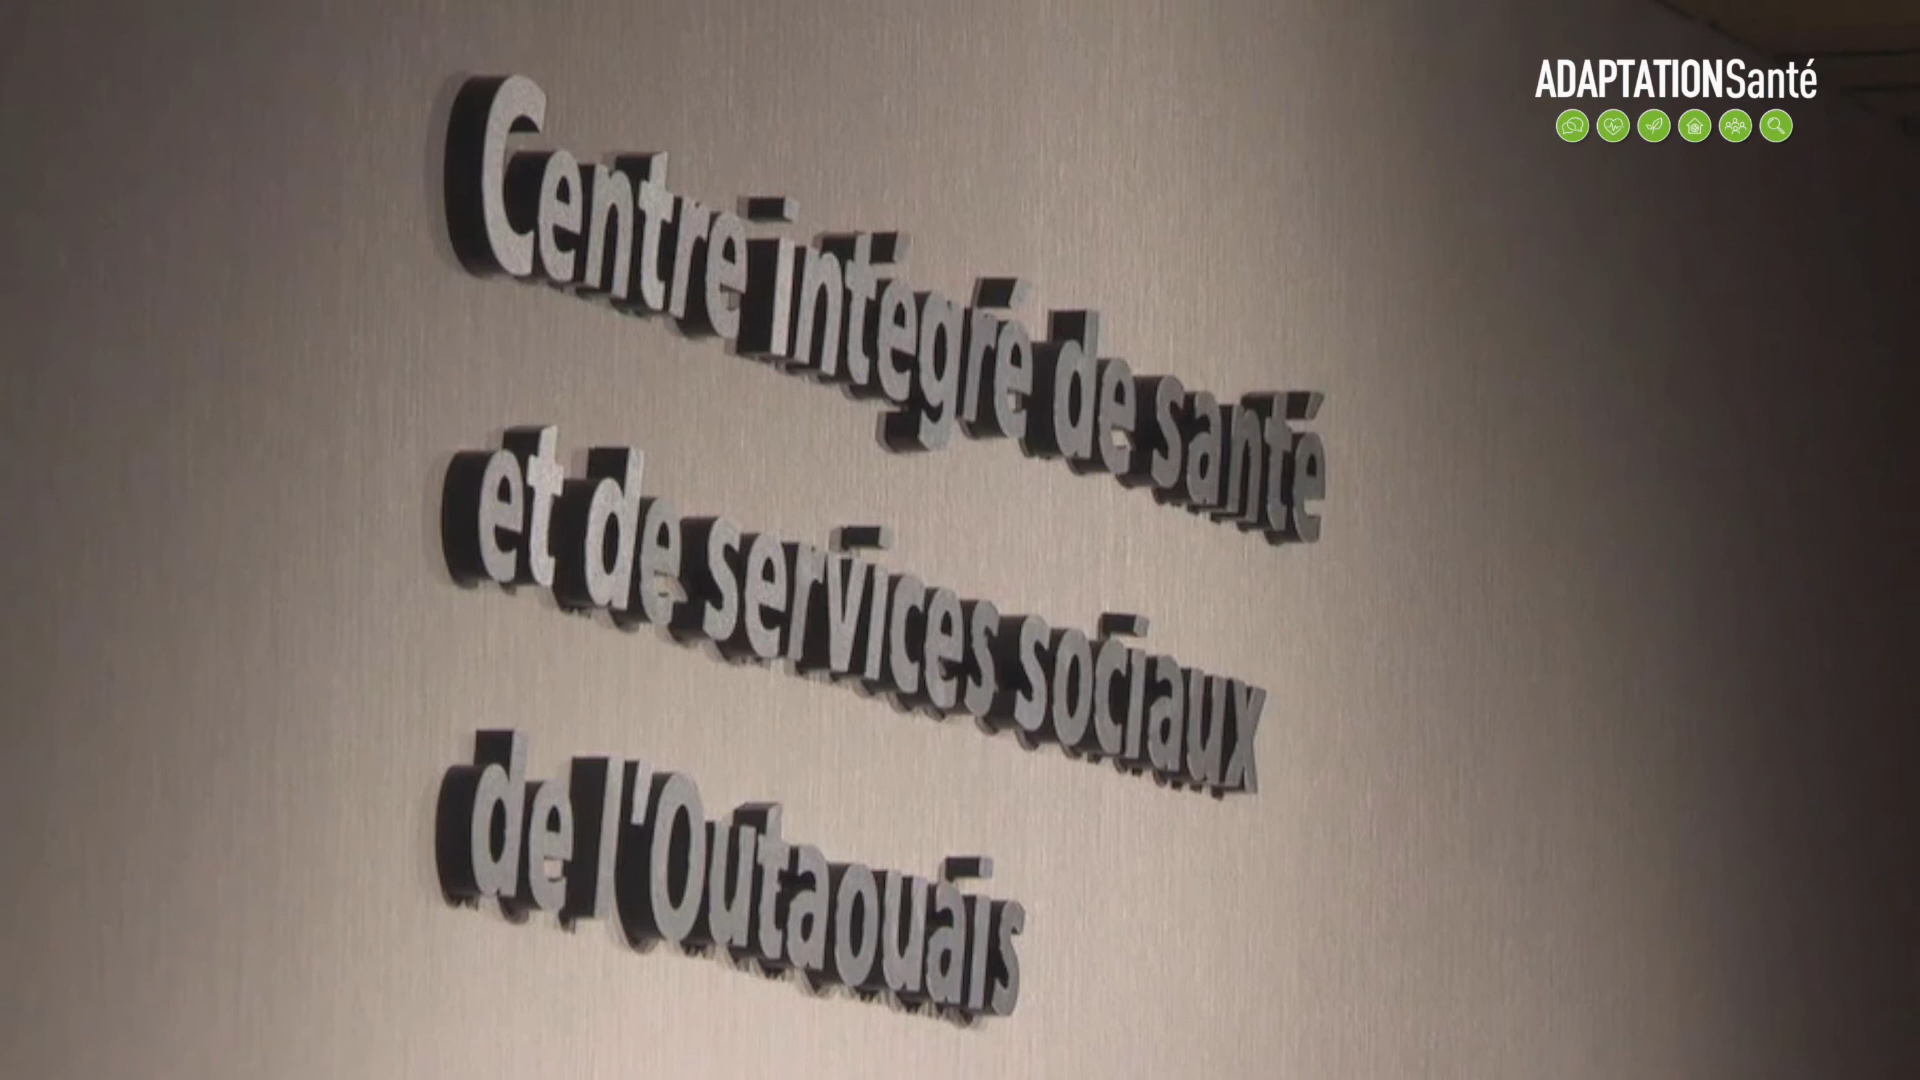 ADAPTATIONSanté
Centre intégré de santé
et de services sociaux
de l'Outaouais